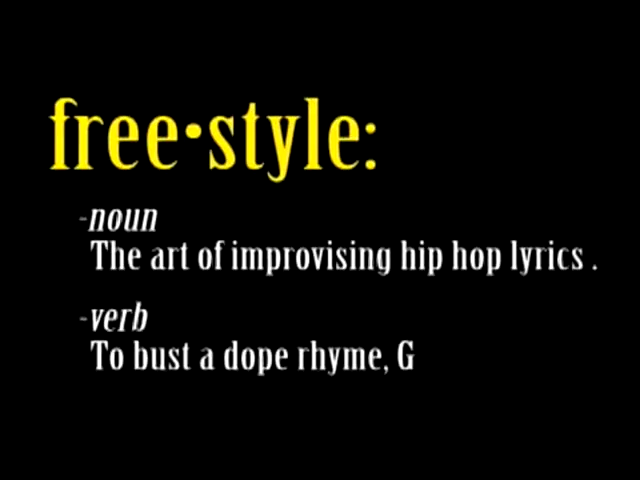 free•style:
-noun
The art of improvising hip hop lyrics .
-verb
To bust a dope rhyme, G